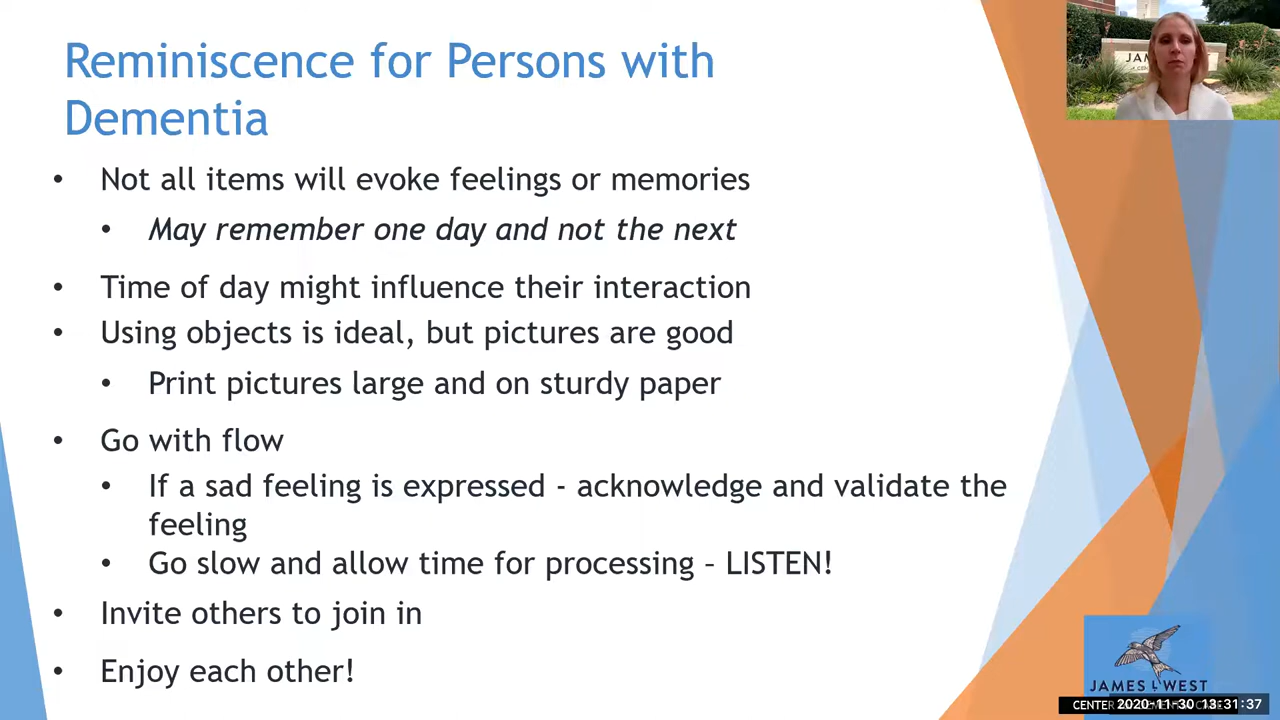 Reminiscence for Persons with
Dementia
• Not all items will evoke feelings or memories
• May remember one day and not the next
• Time of day might influence their interaction
• Using objects is ideal, but pictures are good
• Print pictures large and on sturdy paper
• Go with flow
• If a sad feeling is expressed - acknowledge and validate the
feeling
• Go slow and allow time for processing – LISTEN!
• Invite others to join in
• Enjoy each other!
JAMES L WEST
CENTER
2020-11-30 13:31:37